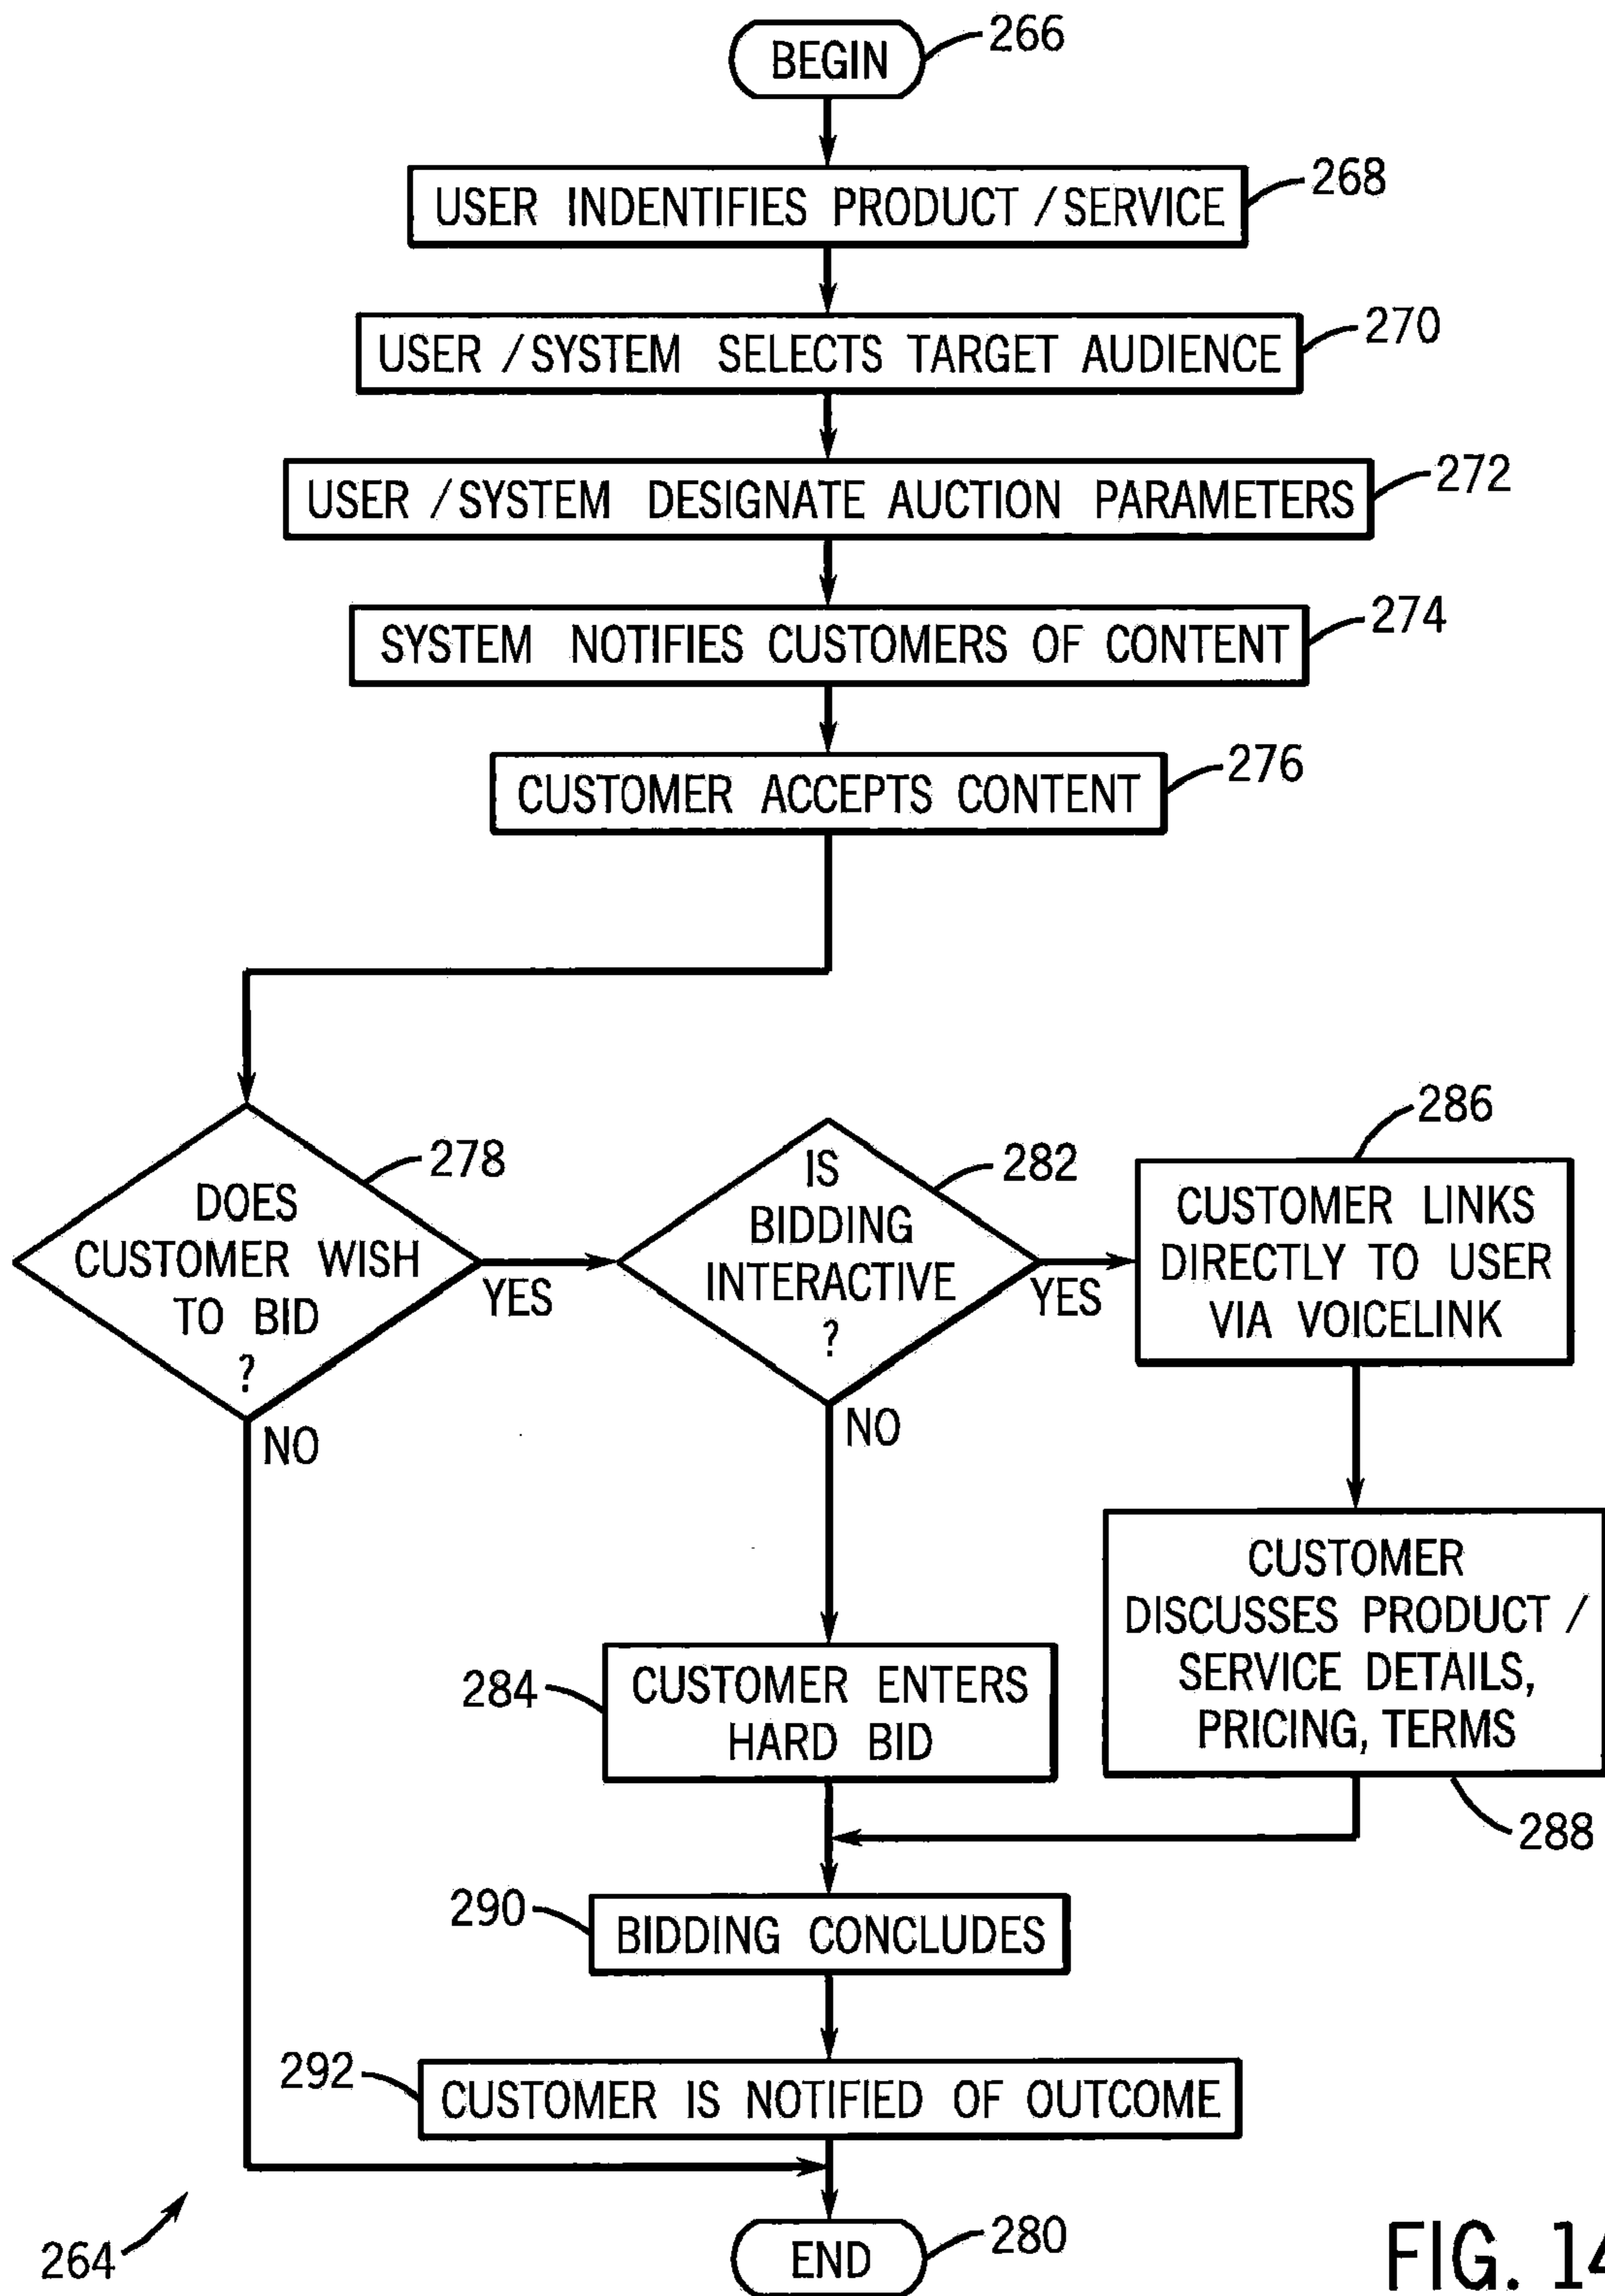 BEGIN
266
USER INDENTIFIES PRODUCT / SERVICE
268
USER / SYSTEM SELECTS TARGET AUDIENCE
270
USER / SYSTEM DESIGNATE AUCTION PARAMETERS
272
SYSTEM NOTIFIES CUSTOMERS OF CONTENT
274
CUSTOMER ACCEPTS CONTENT
276
DOES
CUSTOMER WISH
TO BID
?
278
YES
NO
IS
BIDDING
INTERACTIVE
?
282
YES
NO
286
CUSTOMER LINKS
DIRECTLY TO USER
VIA VOICELINK
CUSTOMER
DISCUSSES PRODUCT /
SERVICE DETAILS,
PRICING, TERMS
288
284
CUSTOMER ENTERS
HARD BID
290
BIDDING CONCLUDES
292
CUSTOMER IS NOTIFIED OF OUTCOME
264
END
280
FIG. 14